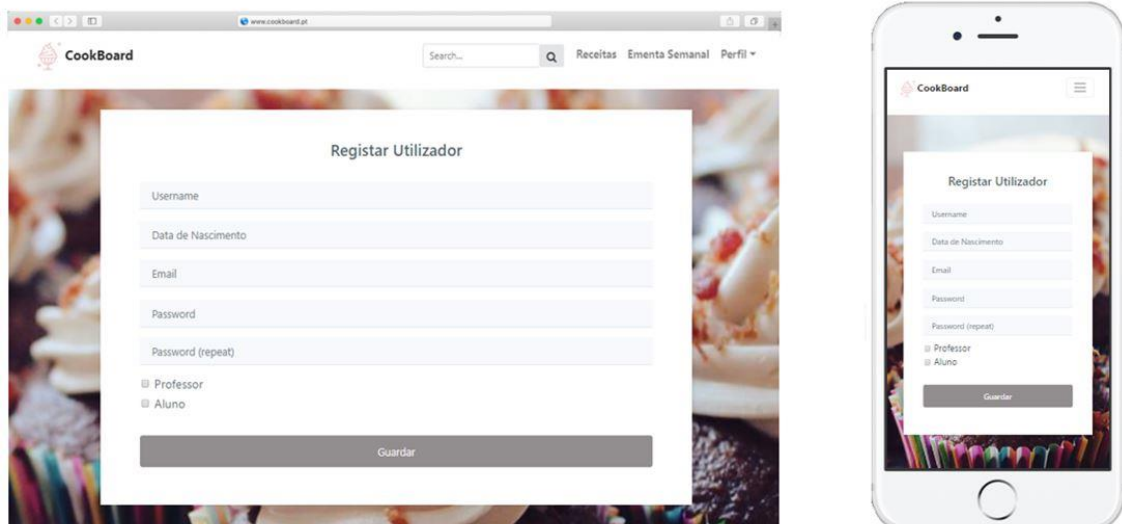 www.cookboard.pt
CookBoard
Search...
Receitas Ementa Semanal Perfil
Registar Utilizador
Username
Data de Nascimento
Email
Password
Password (repeat)
Professor
Aluno
Guardar
CookBoard
Registar Utilizador
Username
Data de Nascimento
Email
Password
Password (repeat)
Professor
Aluno
Guardar